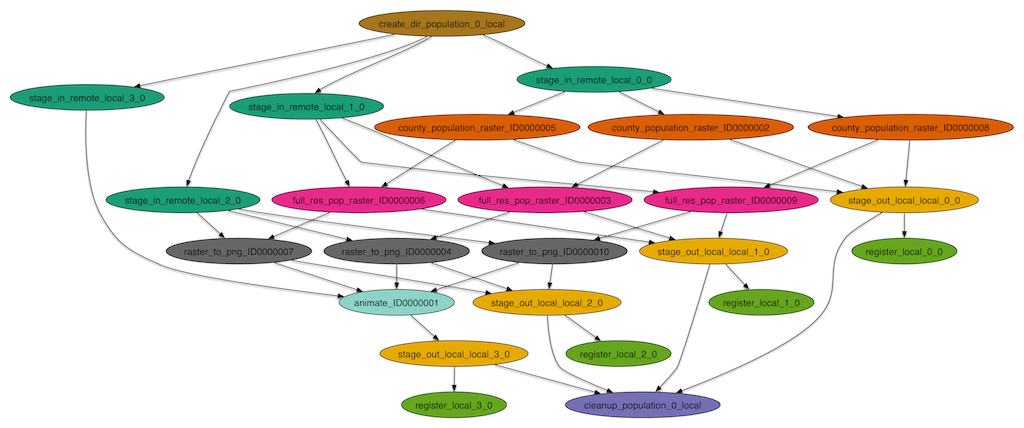 create_dir_population_0_local
stage_in_remote_local_0_0
stage_in_remote_local_3_0
stage_in_remote_local_1_0
county_population_raster_ID0000005
county_population_raster_ID0000002
county_population_raster_ID0000008
stage_in_remote_local_2_0
full_res_pop_raster_ID0000006
full_res_pop_raster_ID0000003
full_res_pop_raster_ID0000009
stage_out_local_local_0_0
raster_to_png_ID0000007
raster_to_png_ID0000004
raster_to_png_ID0000010
stage_out_local_local_1_0
register_local_0_0
animate_ID0000001
stage_out_local_local_2_0
register_local_1_0
stage_out_local_local_3_0
register_local_2_0
register_local_3_0
cleanup_population_0_local